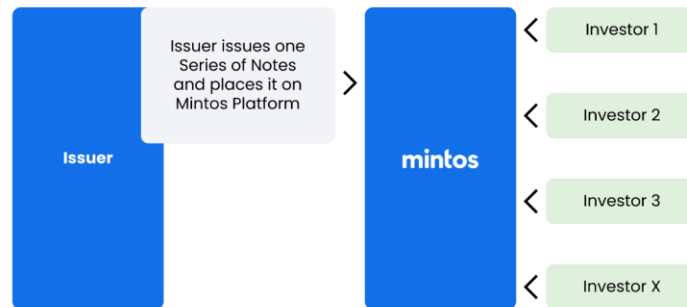 Issuer issues one
Series of Notes
and places it on
Mintos Platform
Issuer
mintos
Investor 1
Investor 2
Investor 3
Investor X